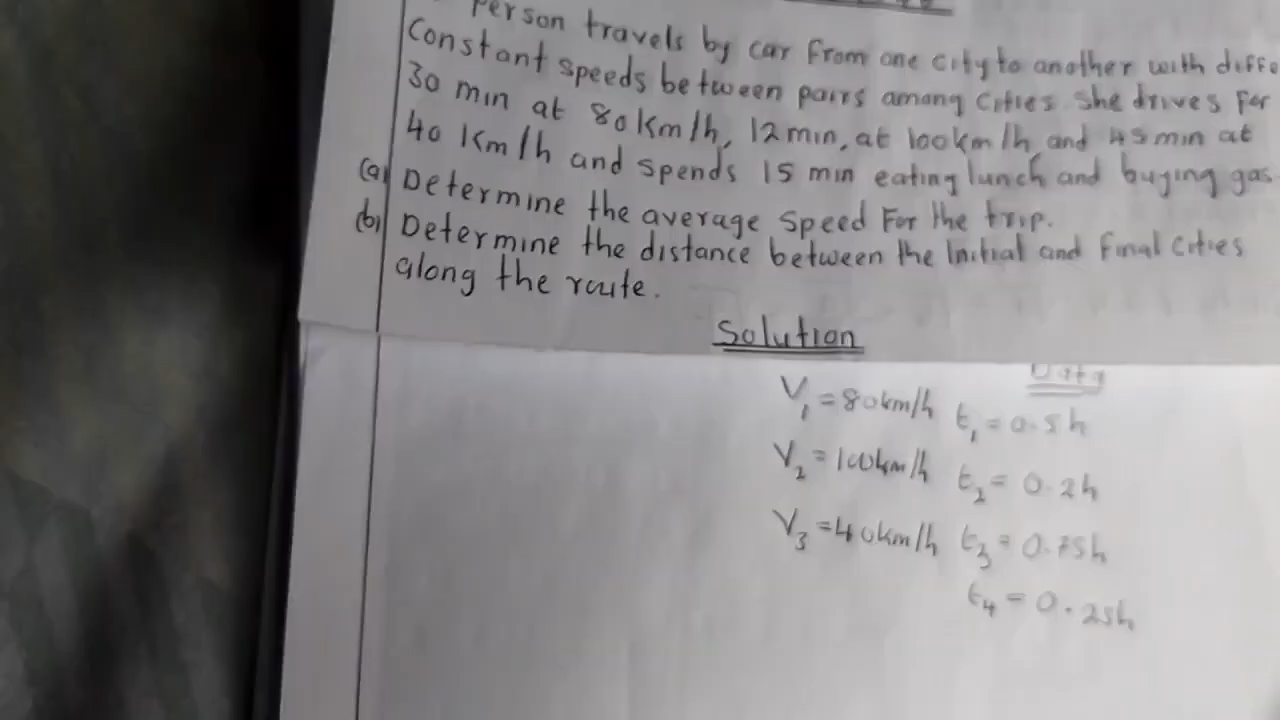 Person travels by car from one city to another with diffe
Constant speeds between pairs among cities. She drives for
30 min at 80km/h, 12min, at 100km/h and 45min at
40 km/h and spends 15 min eating lunch and buying gas
(a) Determine the average speed for the trip.
(b) Determine the distance between the initial and final cities
along the route.
Solution
Data
V1 = 80km/h t1 = 0.5h
V2 = 100km/h t2 = 0.2h
V3 = 40km/h t3 = 0.75h
t4 = 0.25h